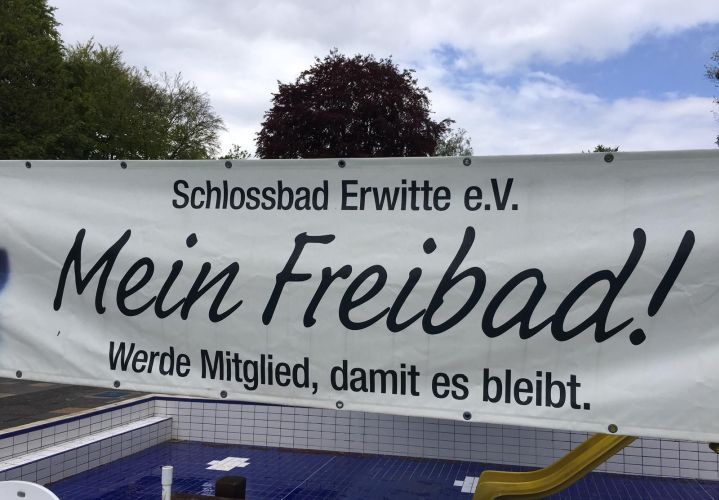 Schlossbad Erwitte e.V.
Mein Freibad!
Werde Mitglied, damit es bleibt.